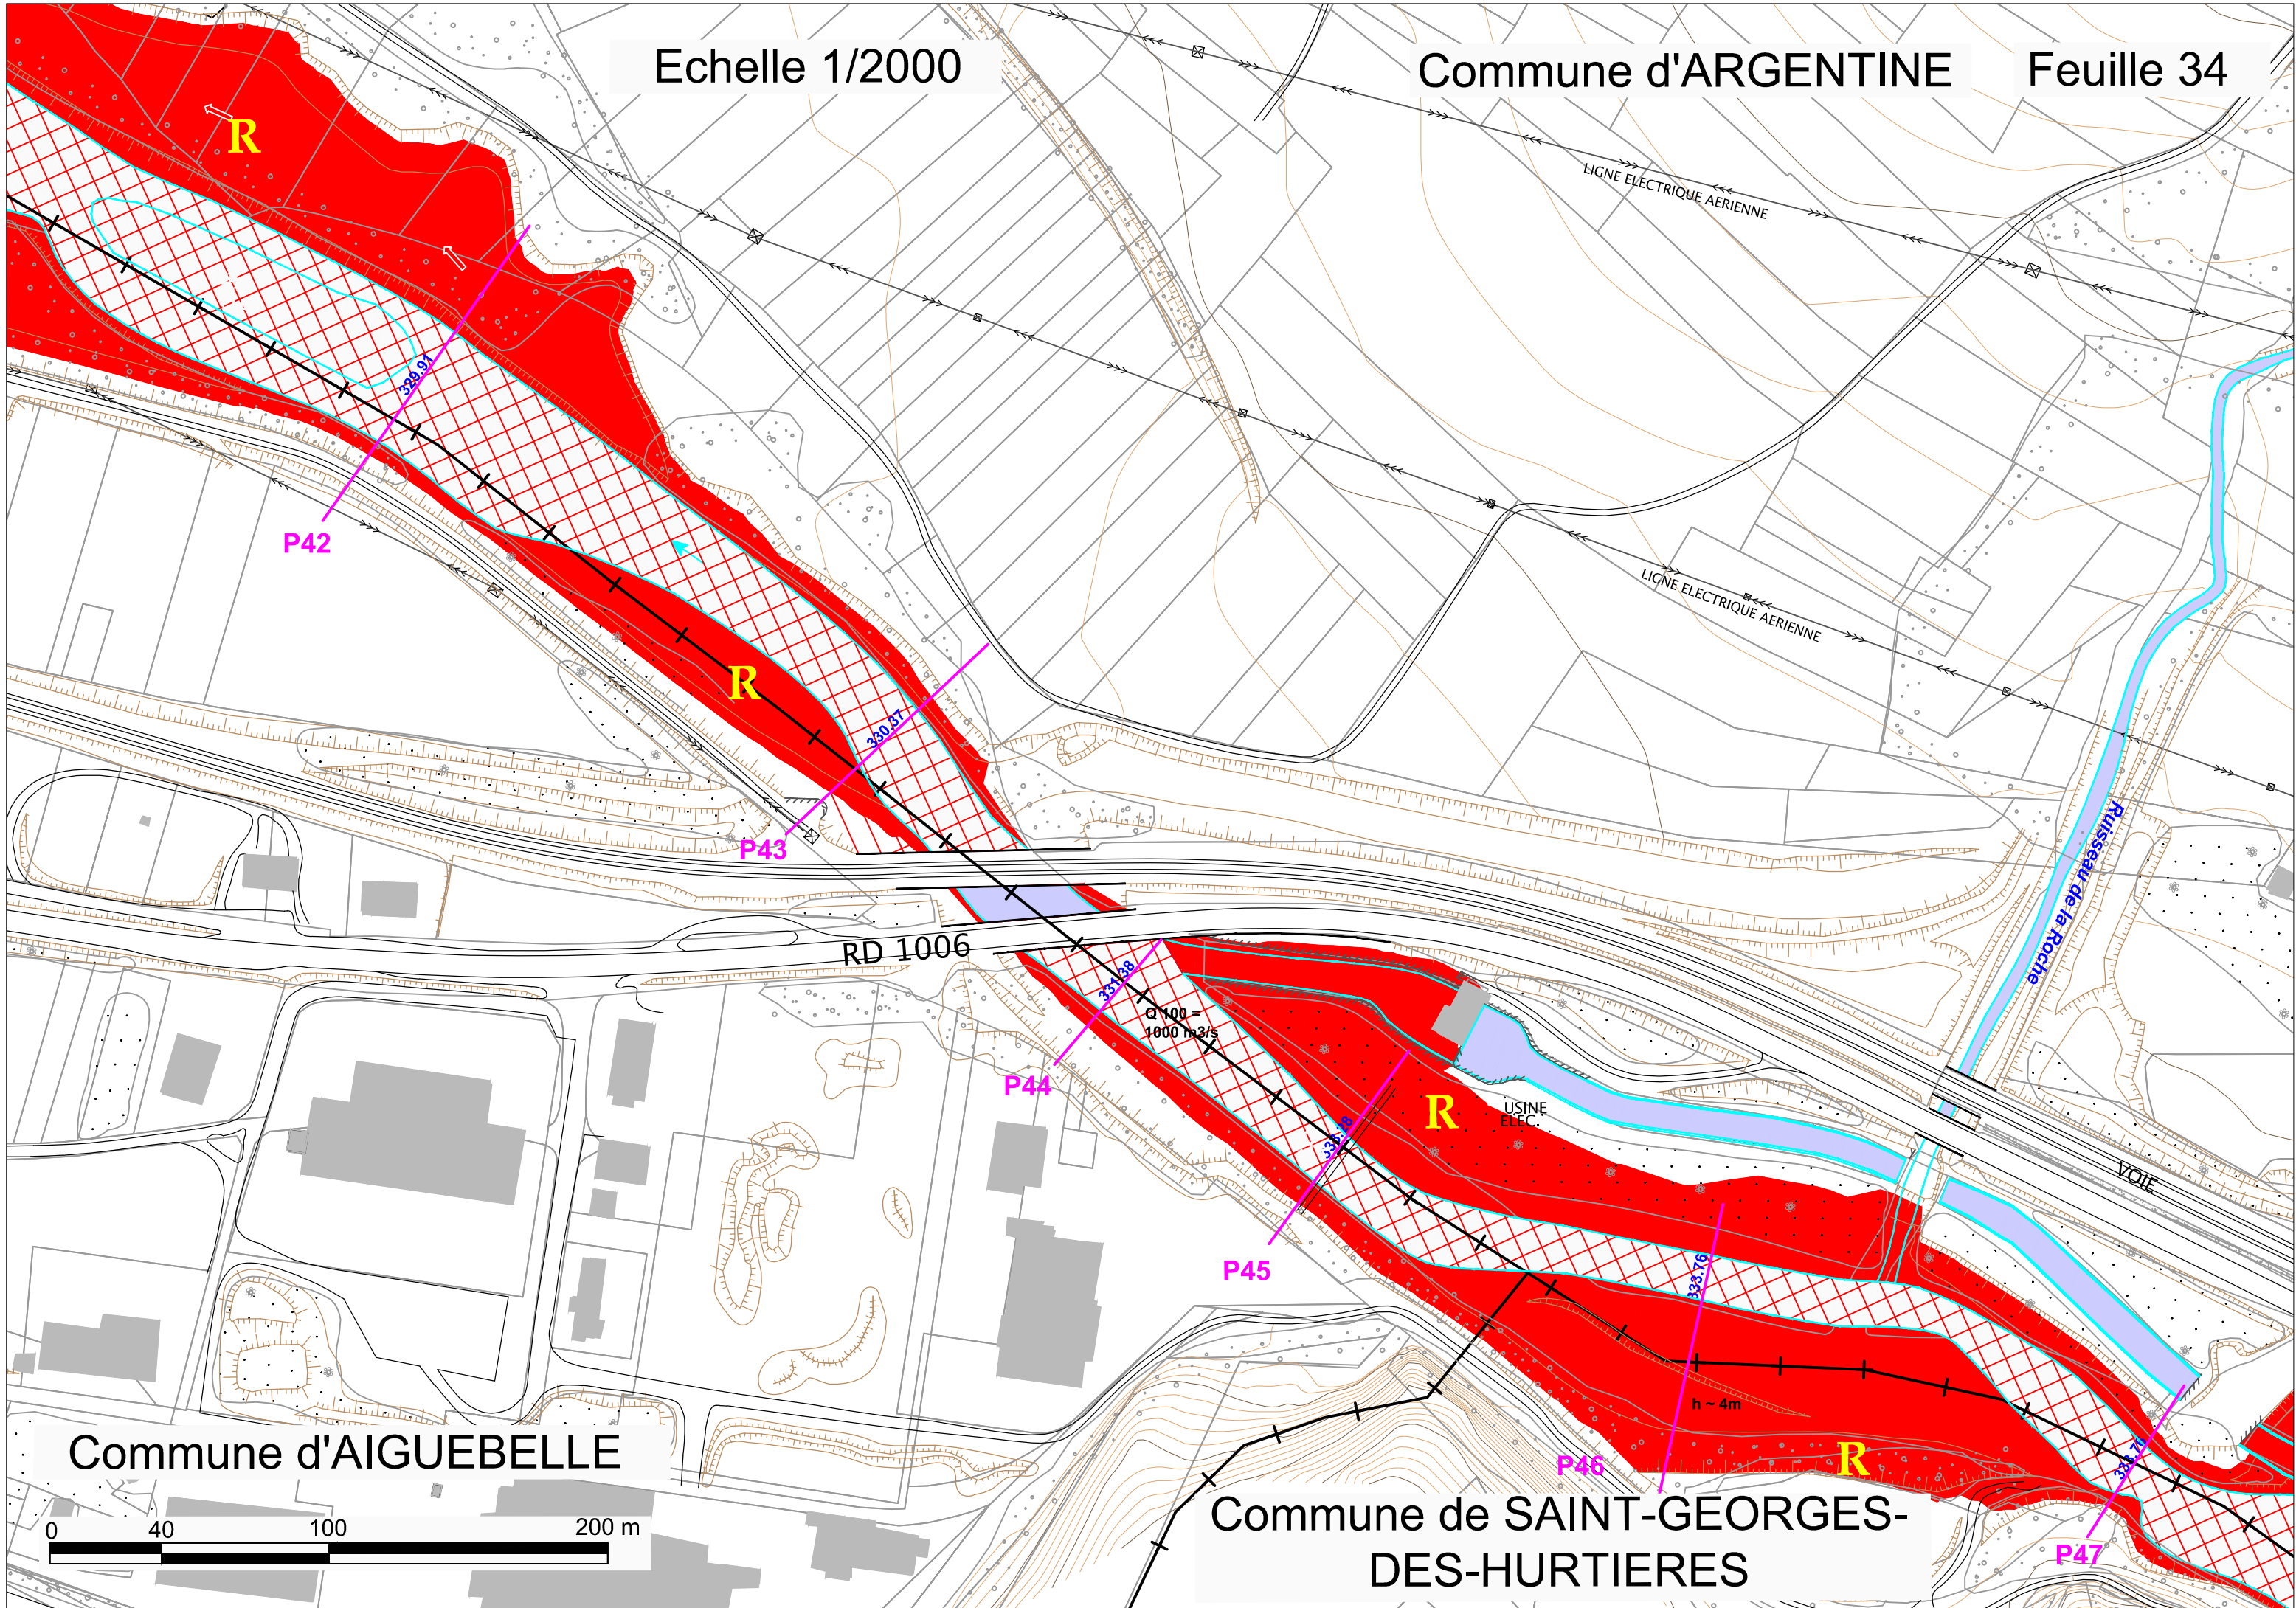 Echelle 1/2000
Commune d'ARGENTINE
Feuille 34
R
LIGNE ELECTRIQUE AERIENNE
329.91
P42
LIGNE ELECTRIQUE AERIENNE
R
330.37
P43
Ruisseau de la Roche
RD 1006
331.38
Q 100 =
1000 m3/s
P44
R
USINE
ELEC.
VOIE
P45
333.76
h ~ 4m
Commune d'AIGUEBELLE
P46
R
Commune de SAINT-GEORGES-
DES-HURTIERES
P47
0 40 100 200 m